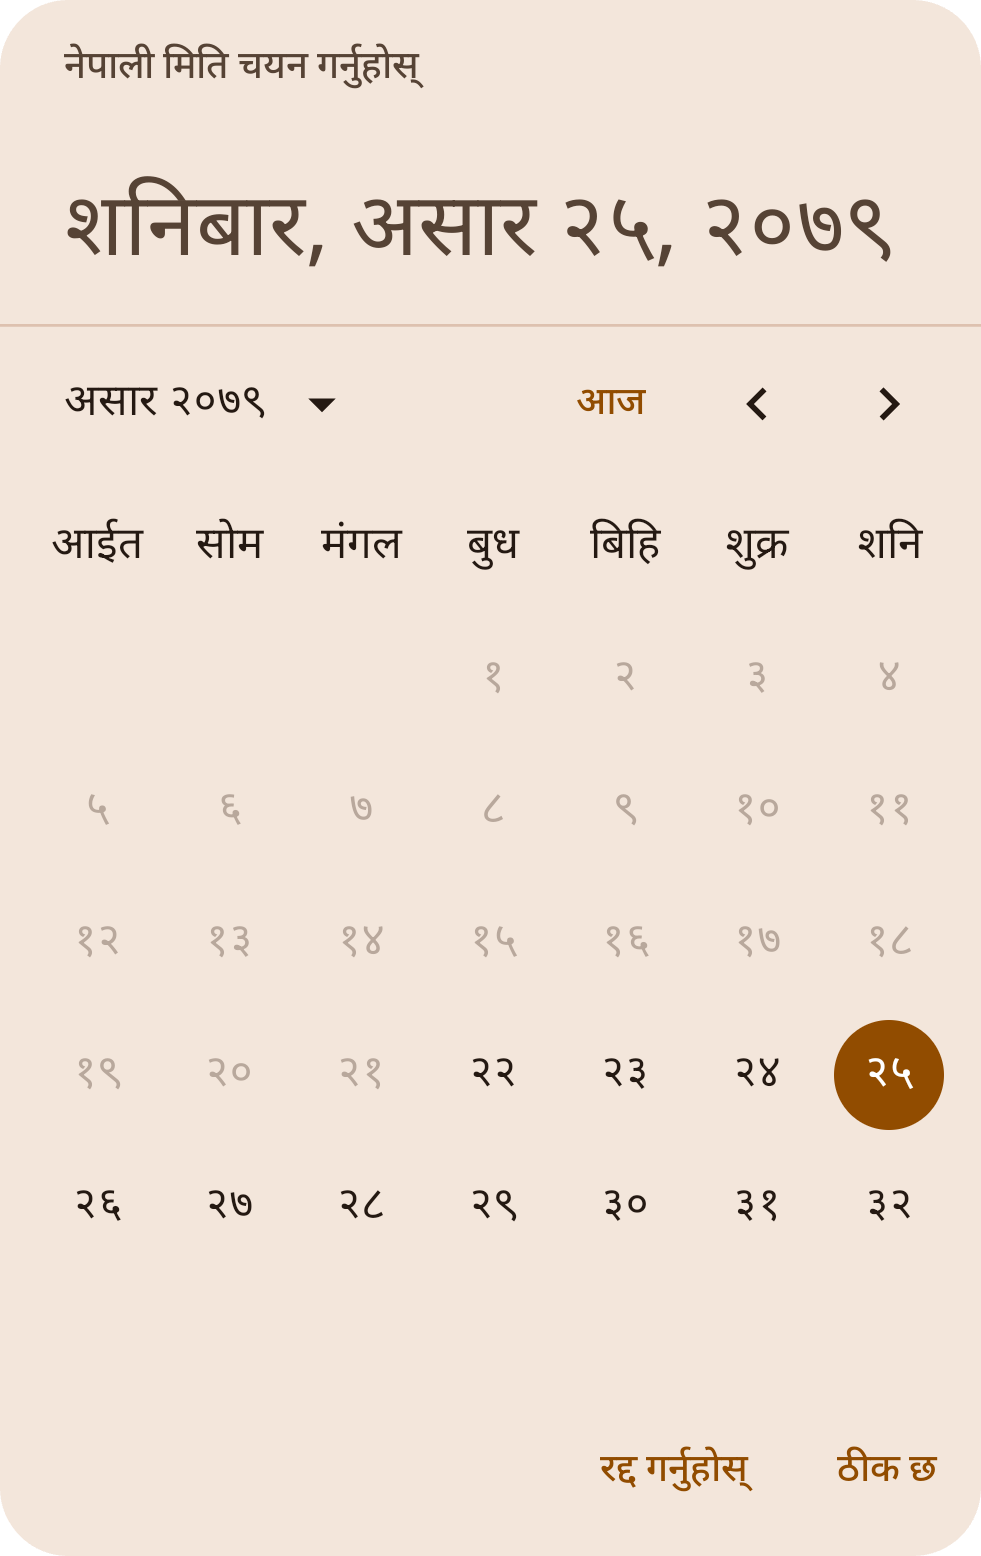 नेपाली मिति चयन गर्नुहोस्
शनिबार, असार २५, २०७९
असार २०७९ आज
आईत सोम मंगल बुध बिहि शुक्र शनि
१ २ ३ ४
५ ६ ७ ८ ९ १० ११
१२ १३ १४ १५ १६ १७ १८
१९ २० २१ २२ २३ २४ २५
२६ २७ २८ २९ ३० ३१ ३२
रद्द गर्नुहोस् ठीक छ